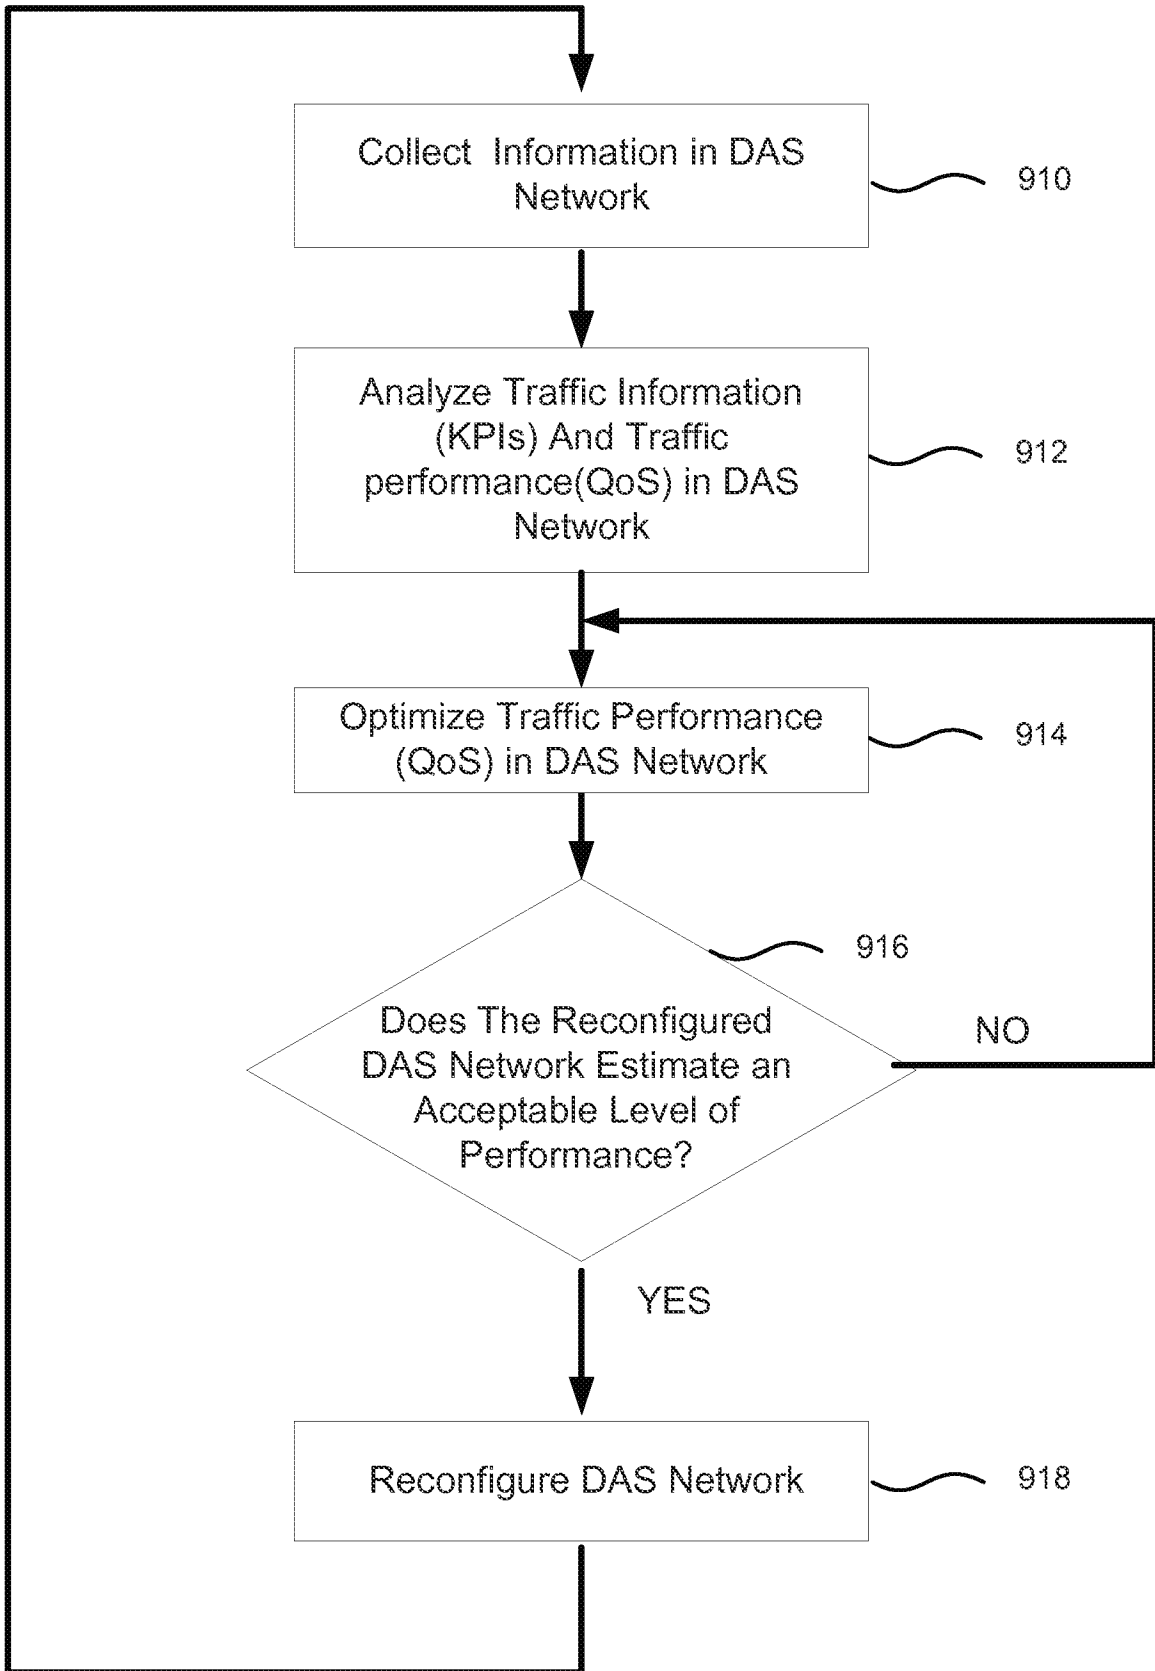 Collect Information in DAS
Network
910
Analyze Traffic Information
(KPIs) And Traffic
performance(QoS) in DAS
Network
912
Optimize Traffic Performance
(QoS) in DAS Network
914
916
Does The Reconfigured
DAS Network Estimate an
Acceptable Level of
Performance?
NO
YES
Reconfigure DAS Network
918